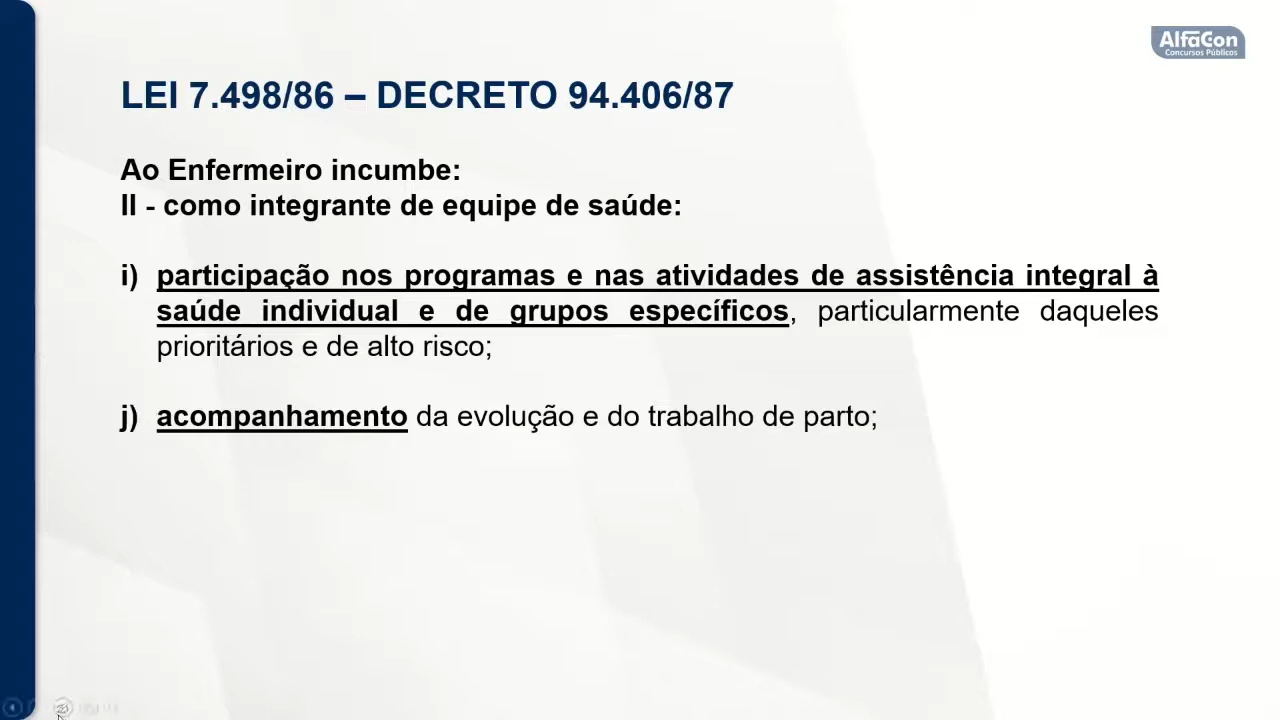 AlfaCon
Concursos Públicos
LEI 7.498/86 – DECRETO 94.406/87
Ao Enfermeiro incumbe:
II - como integrante de equipe de saúde:
i) participação nos programas e nas atividades de assistência integral à
saúde individual e de grupos específicos, particularmente daqueles
prioritários e de alto risco;
j) acompanhamento da evolução e do trabalho de parto;